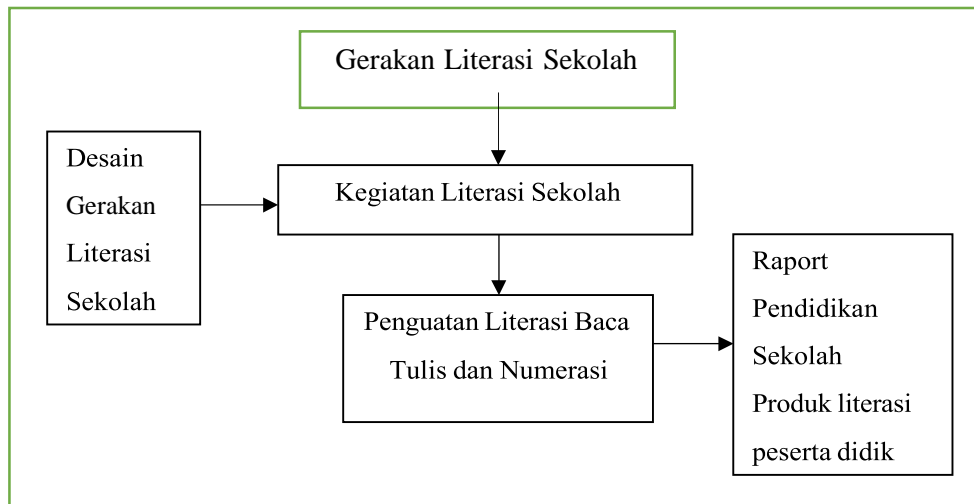 Gerakan Literasi Sekolah
Desain
Gerakan
Literasi
Sekolah
Kegiatan Literasi Sekolah
Penguatan Literasi Baca
Tulis dan Numerasi
Raport
Pendidikan
Sekolah
Produk literasi
peserta didik